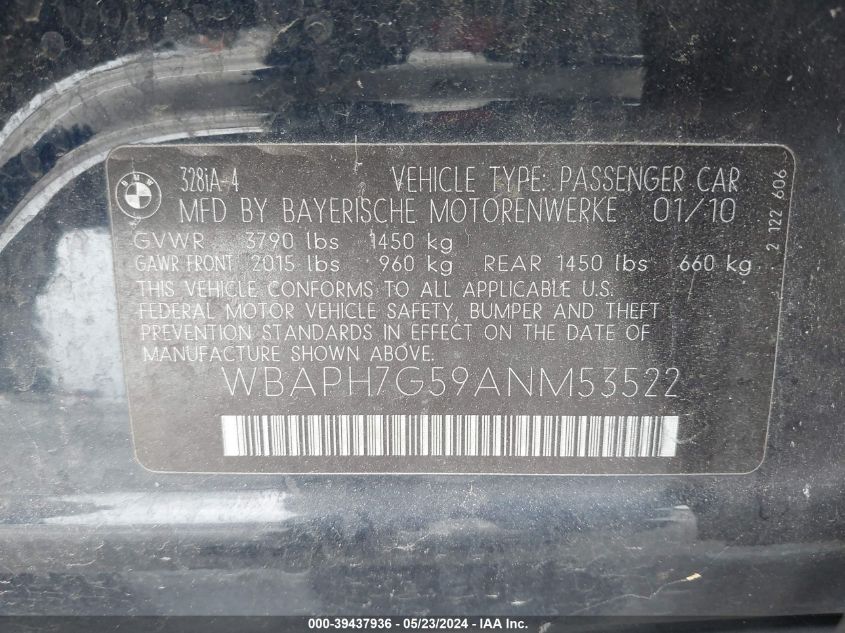 BMW
328iA-4 VEHICLE TYPE: PASSENGER CAR
MFD BY BAYERISCHE MOTORENWERKE 01/10
GVWR 3790 lbs 1450 kg
GAWR FRONT 2015 lbs 960 kg REAR 1450 lbs 660 kg
THIS VEHICLE CONFORMS TO ALL APPLICABLE U.S.
FEDERAL MOTOR VEHICLE SAFETY, BUMPER AND THEFT
PREVENTION STANDARDS IN EFFECT ON THE DATE OF
MANUFACTURE SHOWN ABOVE.
WBAPH7G59ANM53522
2 122 606
000-39437936 / 05/23/2024 / IAA Inc.